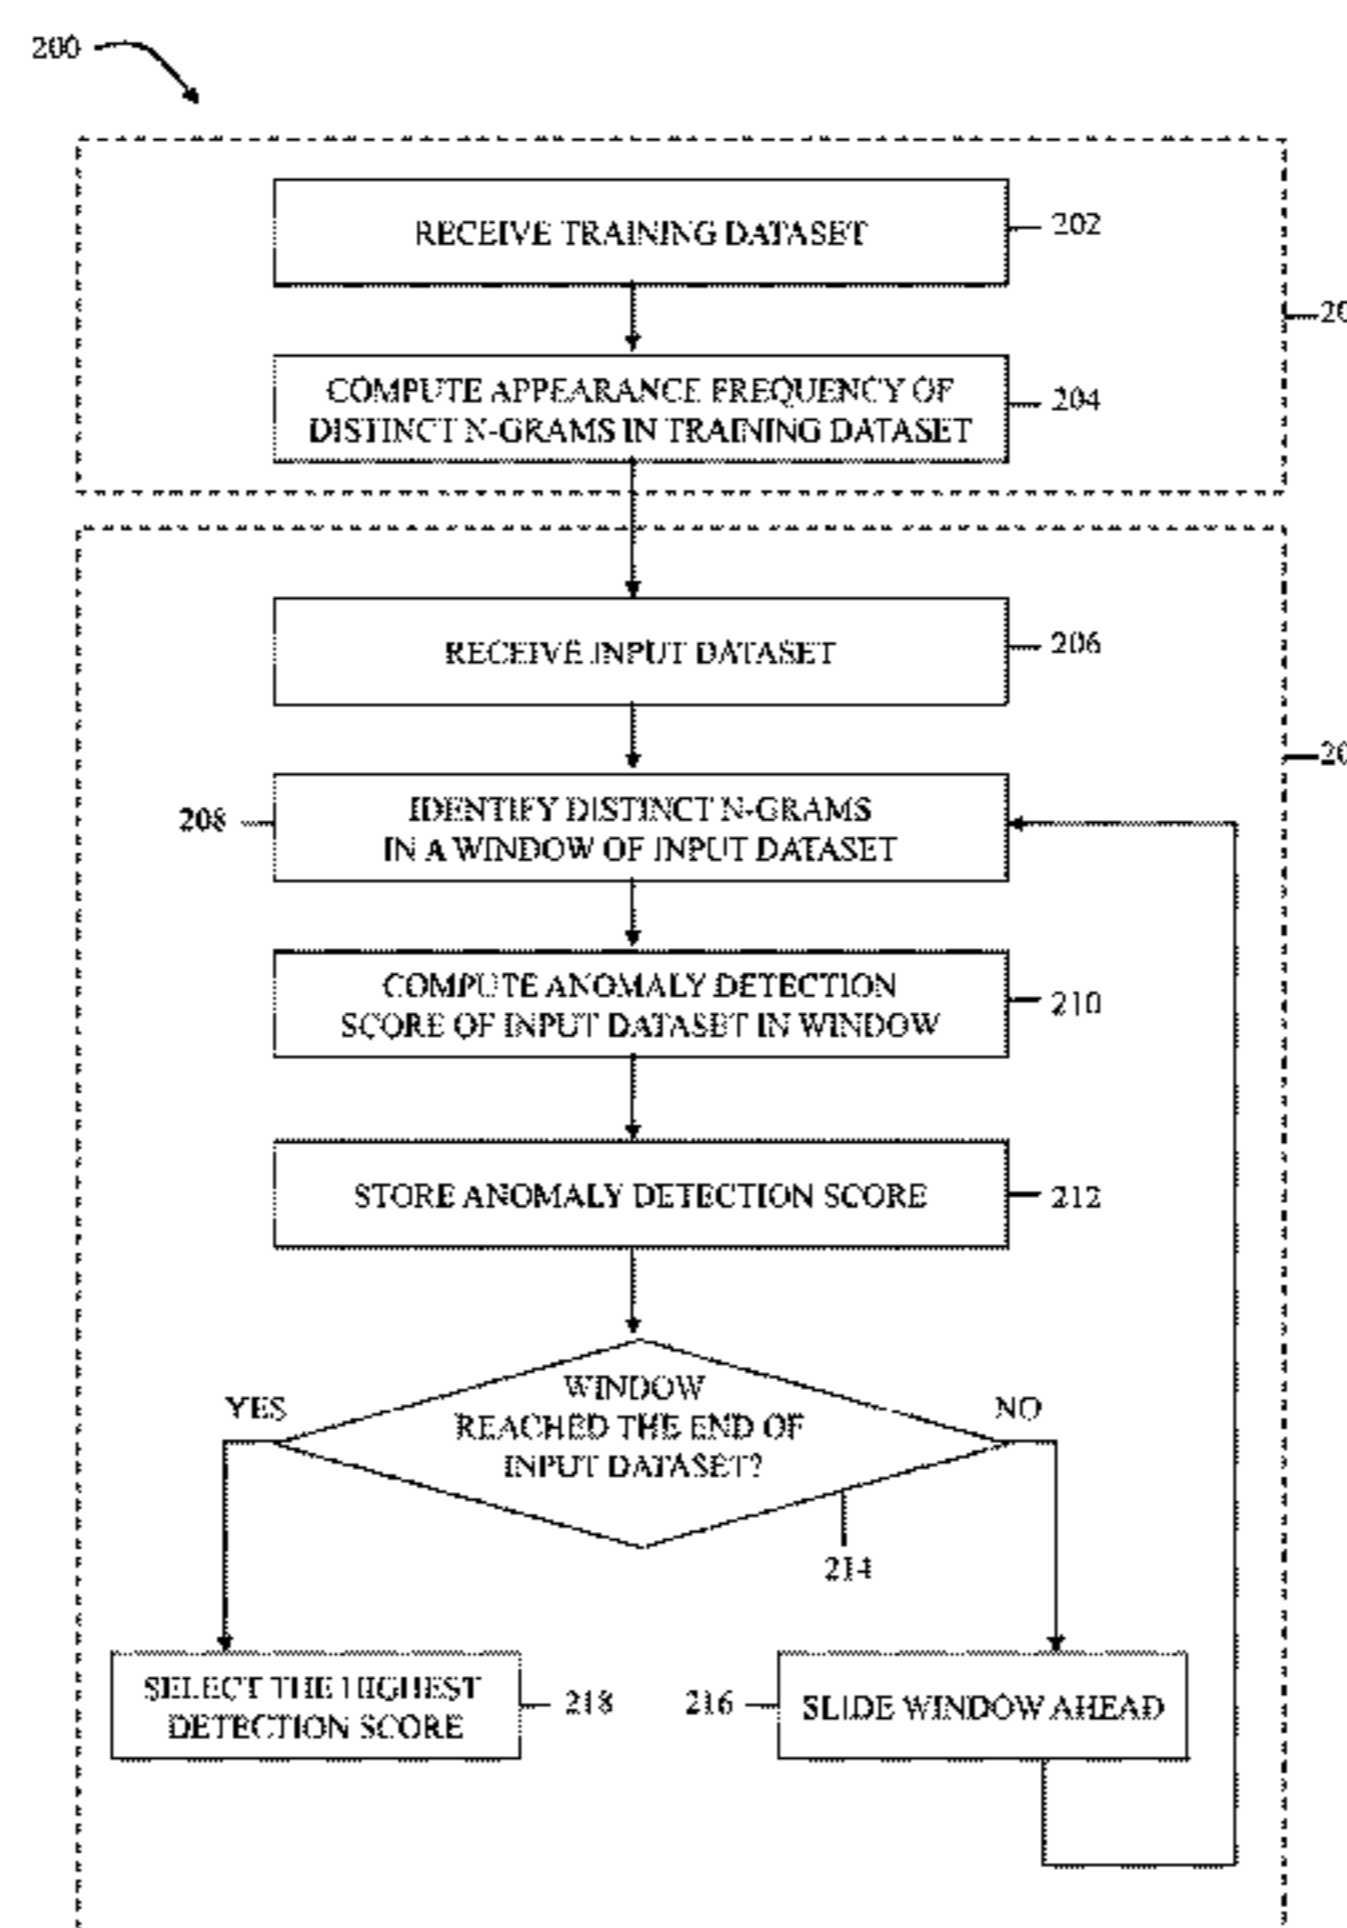 200
RECEIVE TRAINING DATASET
202
COMPUTE APPEARANCE FREQUENCY OF
DISTINCT N-GRAMS IN TRAINING DATASET
204
RECEIVE INPUT DATASET
206
208
IDENTIFY DISTINCT N-GRAMS
IN A WINDOW OF INPUT DATASET
COMPUTE ANOMALY DETECTION
SCORE OF INPUT DATASET IN WINDOW
210
STORE ANOMALY DETECTION SCORE
212
YES
WINDOW
REACHED THE END OF
INPUT DATASET?
NO
214
SELECT THE HIGHEST
DETECTION SCORE
218
216
SLIDE WINDOW AHEAD